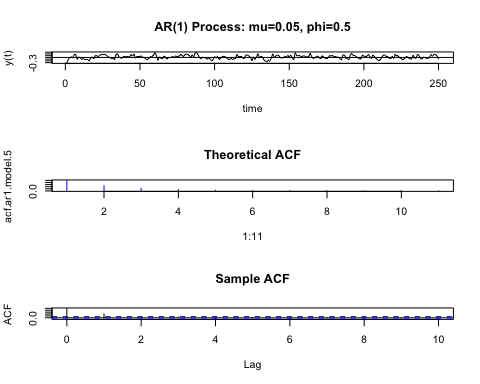 AR(1) Process: mu=0.05, phi=0.5
y(t)
-0.3
0 50 100 150 200 250
time
Theoretical ACF
acf.ar1.model.5
0.0
2 4 6 8 10
1:11
Sample ACF
ACF
0.0
0 2 4 6 8 10
Lag